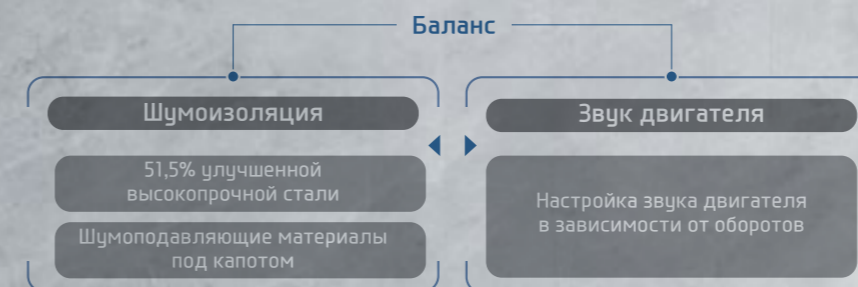 Баланс
Шумоизоляция
51,5% улучшенной
высокопрочной стали
Шумоподавляющие материалы
под капотом
Звук двигателя
Настройка звука двигателя
в зависимости от оборотов